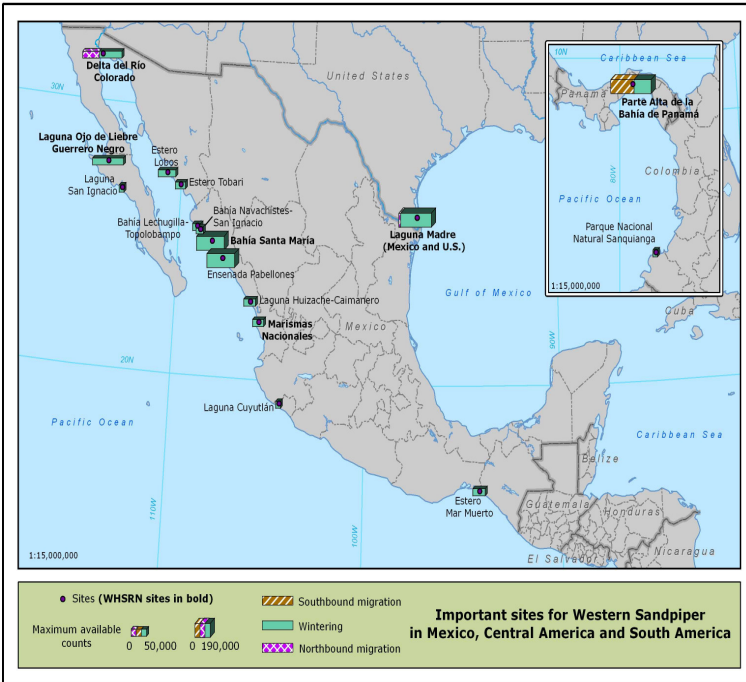 Delta del Río
Colorado
30N
United States
Laguna Ojo de Liebre
Guerrero Negro
Estero
Lobos
Laguna
San Ignacio
Estero Tobari
Bahía Navachistes-
San Ignacio
Bahía Lechugilla-
Topolobampo
Bahía Santa María
Ensenada Pabellones
Laguna Madre
(Mexico and U.S.)
Gulf of Mexico
Laguna Huizache-Caimanero
Marismas
Nacionales
Mexico
20N
Laguna Cuyutlán
Pacific Ocean
110W
100W
90W
Cuba
Caribbean Sea
Belize
Estero
Mar Muerto
Guatemala
Honduras
El Salvador
Nicaragua
1:15,000,000
10N
Caribbean Sea
Panama
Parte Alta de la
Bahía de Panamá
Colombia
80W
Pacific Ocean
Parque Nacional
Natural Sanquianga
1:15,000,000
Sites (WHSRN sites in bold)
Maximum available
counts
0 50,000
0 190,000
Southbound migration
Wintering
Northbound migration
Important sites for Western Sandpiper
in Mexico, Central America and South America